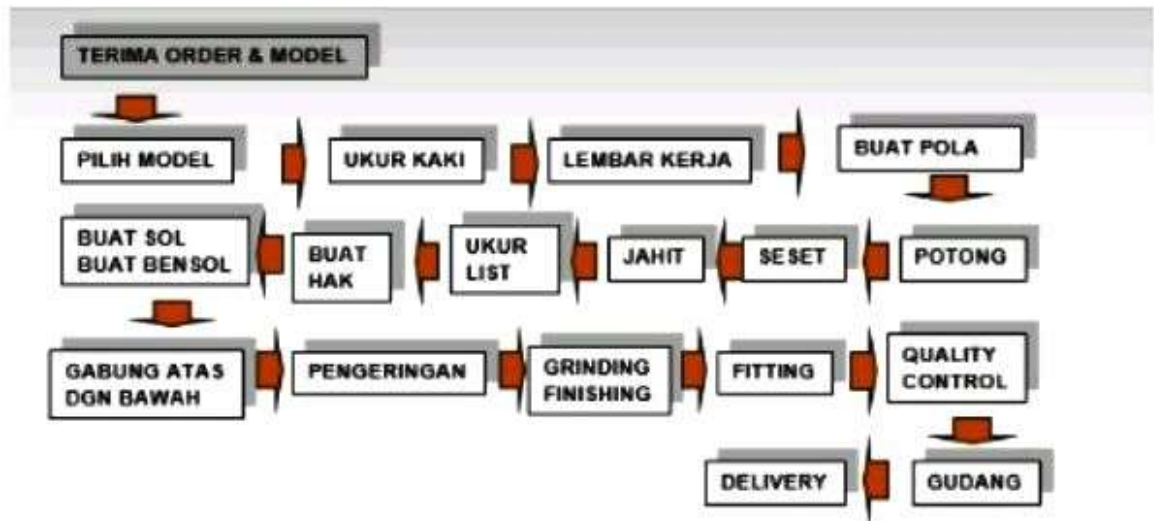 TERIMA ORDER & MODEL
PILIH MODEL
UKUR KAKI
LEMBAR KERJA
BUAT POLA
POTONG
SESET
JAHIT
UKUR
LIST
BUAT
HAK
BUAT SOL
BUAT BENSOL
GABUNG ATAS
DGN BAWAH
PENGERINGAN
GRINDING
FINISHING
FITTING
QUALITY
CONTROL
GUDANG
DELIVERY